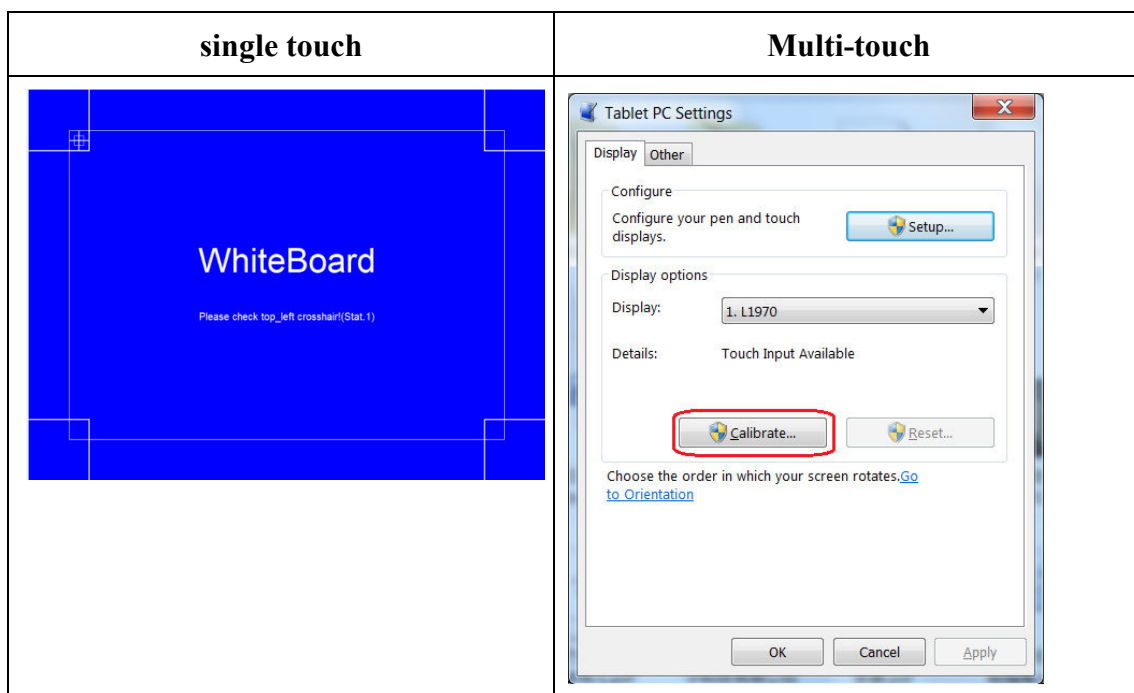 single touch
Multi-touch
WhiteBoard
Please check top_left crosshair!(Stat.1)
Tablet PC Settings
Display Other
Configure
Configure your pen and touch
displays.
Setup...
Display options
Display:
1. L1970
Details:
Touch Input Available
Calibrate...
Reset...
Choose the order in which your screen rotates.Go
to Orientation
OK
Cancel
Apply